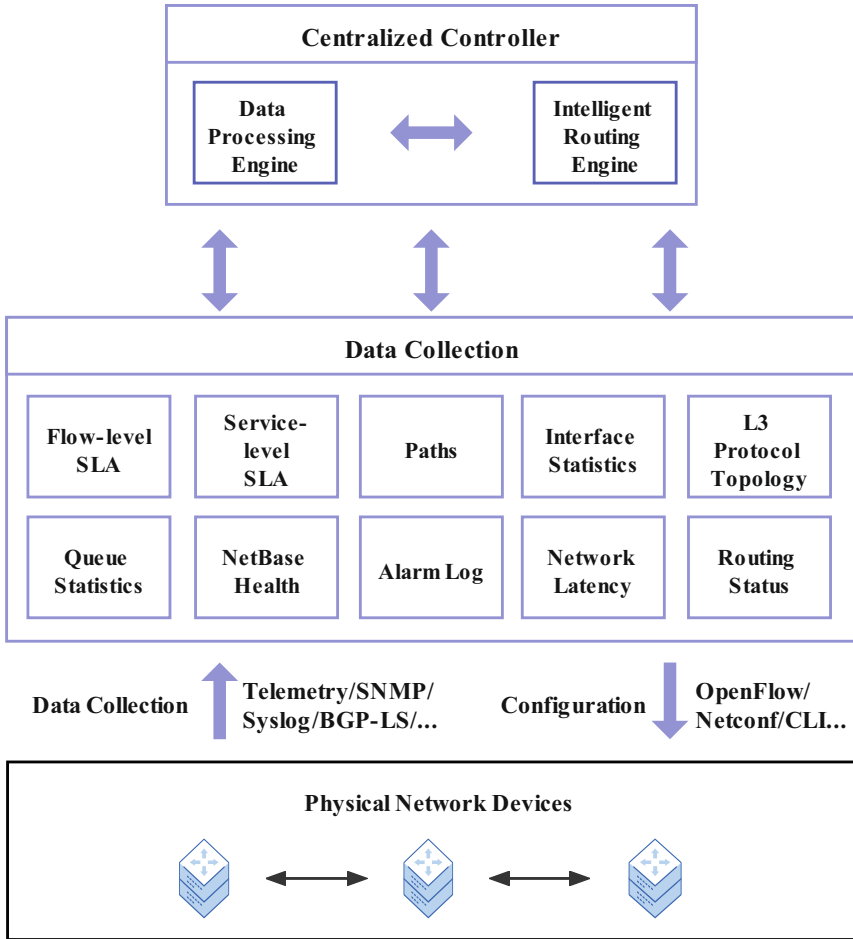 Centralized Controller
Data
Processing
Engine
Intelligent
Routing
Engine
Data Collection
Flow-level
SLA
Service-
level
SLA
Paths
Interface
Statistics
L3
Protocol
Topology
Queue
Statistics
NetBase
Health
Alarm Log
Network
Latency
Routing
Status
Data Collection
Telemetry/SNMP/
Syslog/BGP-LS/...
Configuration
OpenFlow/
Netconf/CLI...
Physical Network Devices